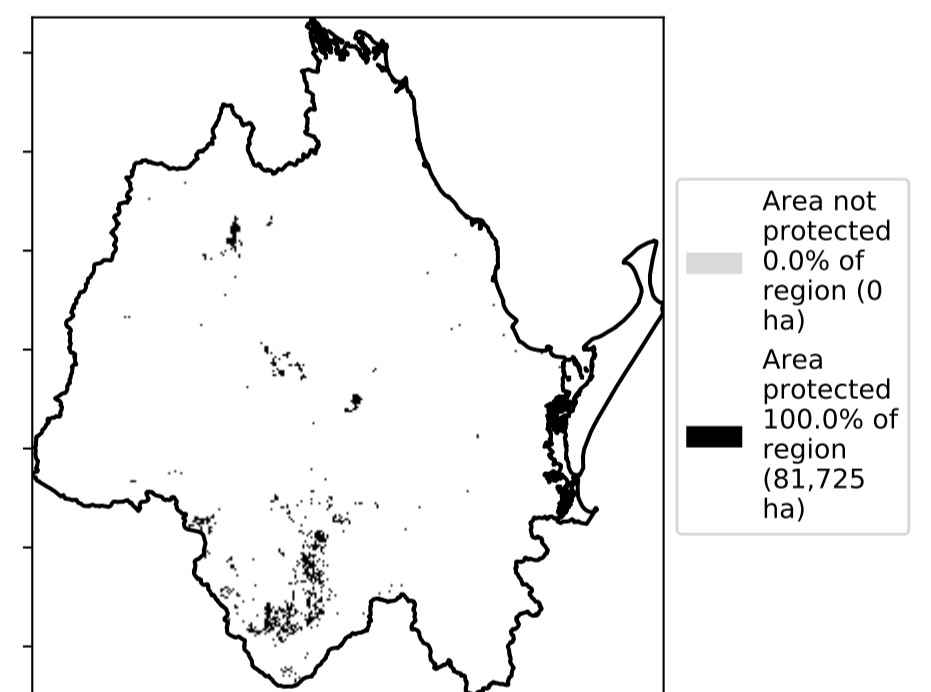 Area not
protected
0.0% of
region (0
ha)
Area
protected
100.0% of
region
(81,725
ha)